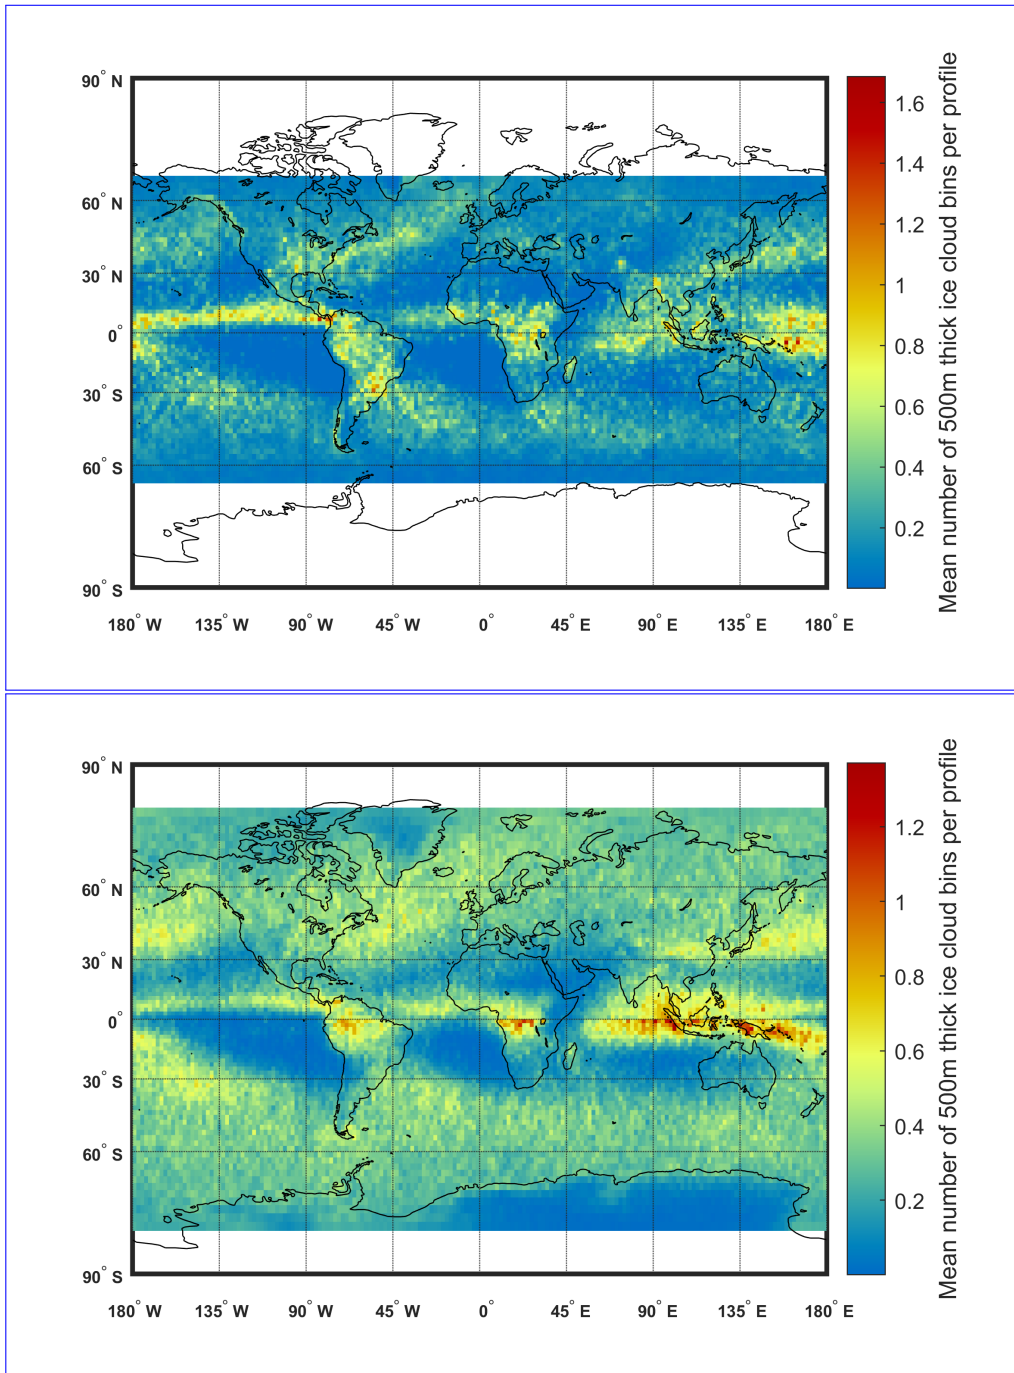 90° N
60° N
30° N
0°
30° S
60° S
90° S
180° W 135° W 90° W 45° W 0° 45° E 90° E 135° E 180° E
1.6
1.4
1.2
1
0.8
0.6
0.4
0.2
Mean number of 500m thick ice cloud bins per profile
90° N
60° N
30° N
0°
30° S
60° S
90° S
180° W 135° W 90° W 45° W 0° 45° E 90° E 135° E 180° E
1.2
1
0.8
0.6
0.4
0.2
Mean number of 500m thick ice cloud bins per profile